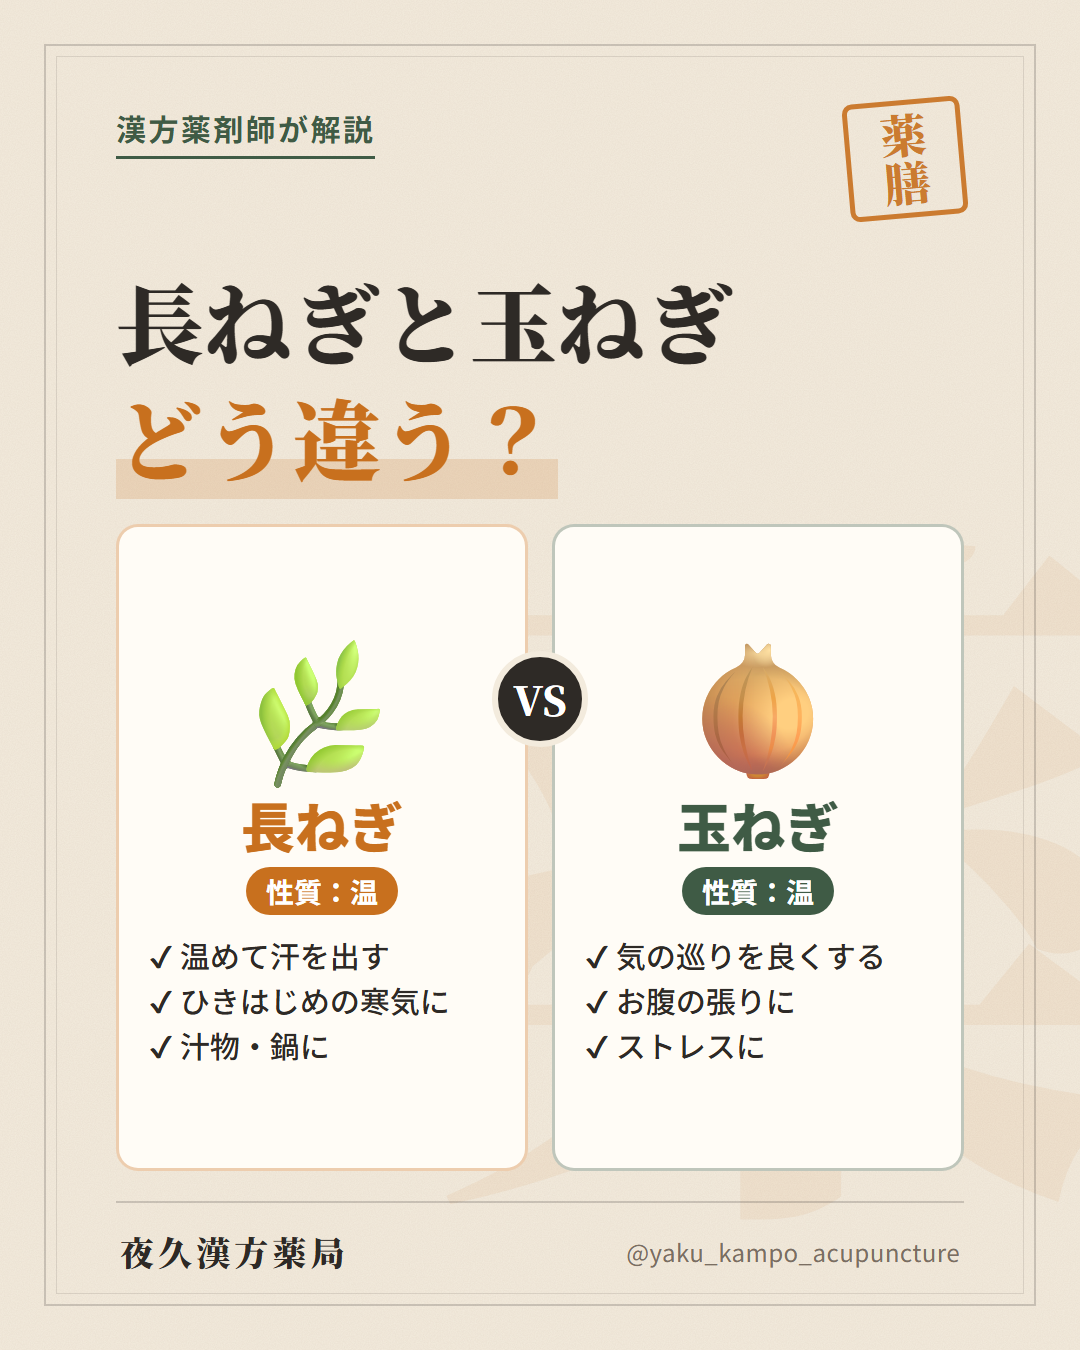 漢方薬剤師が解説
薬
膳
長ねぎと玉ねぎ
どう違う？
VS
長ねぎ
性質：温
✓温めて汗を出す
✓ひきはじめの寒気に
✓汁物・鍋に
玉ねぎ
性質：温
✓気の巡りを良くする
✓お腹の張りに
✓ストレスに
夜久漢方薬局
@yaku_kampo_acupuncture